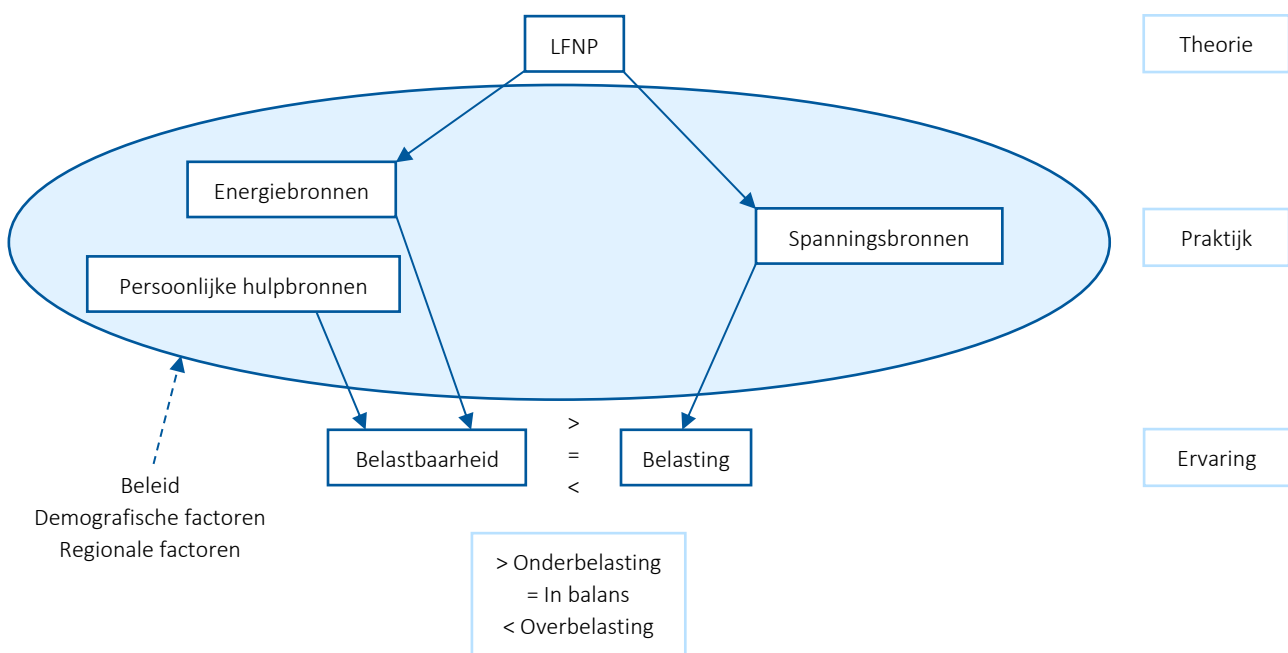 LFNP
Theorie
Energiebronnen
Spanningsbronnen
Praktijk
Persoonlijke hulpbronnen
>
Belastbaarheid
=
Belasting
Ervaring
<
Beleid
Demografische factoren
Regionale factoren
> Onderbelasting
= In balans
< Overbelasting